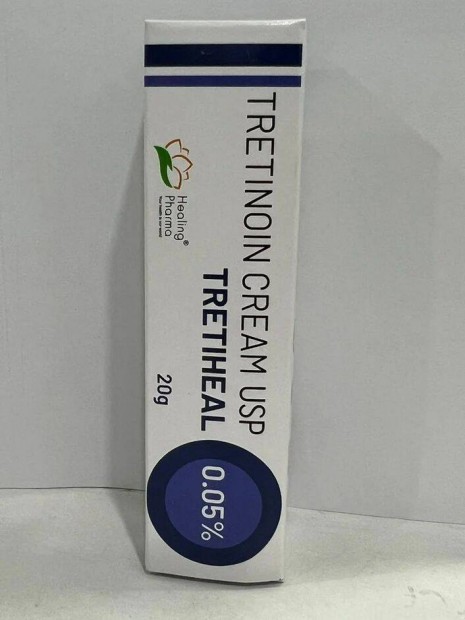 TRETINOIN CREAM USP
TRETIHEAL
0.05%
Healing®
Pharma
20g